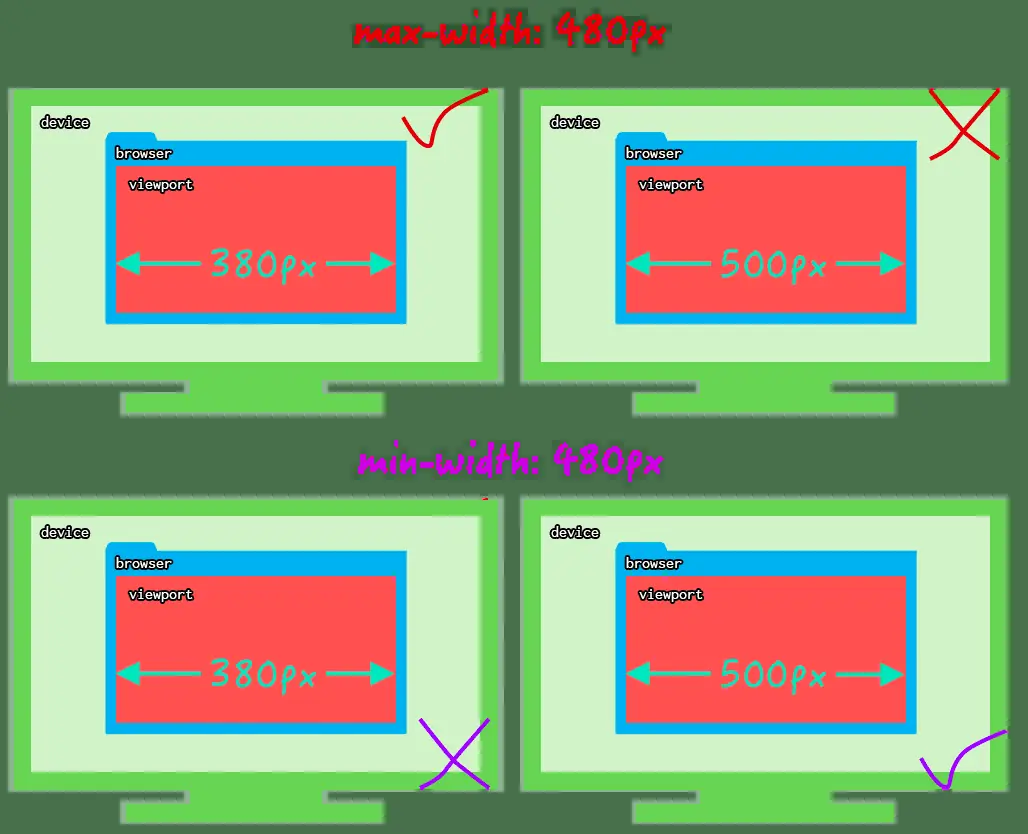 max-width: 480px
device
browser
viewport
380px
device
browser
viewport
500px
min-width: 480px
device
browser
viewport
380px
device
browser
viewport
500px